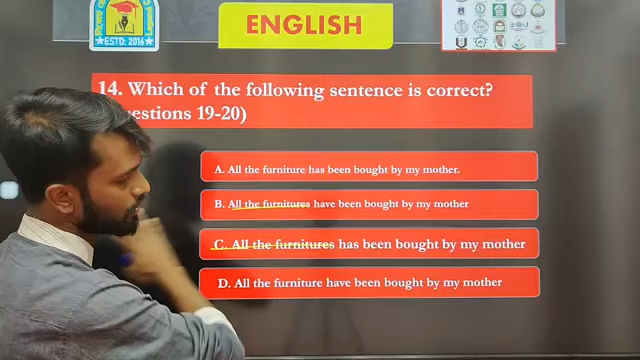 ENGLISH
ESTD: 2016
14. Which of the following sentence is correct?
estions 19-20)
A. All the furniture has been bought by my mother.
B. All the furnitures have been bought by my mother
C. All the furnitures has been bought by my mother
D. All the furniture have been bought by my mother